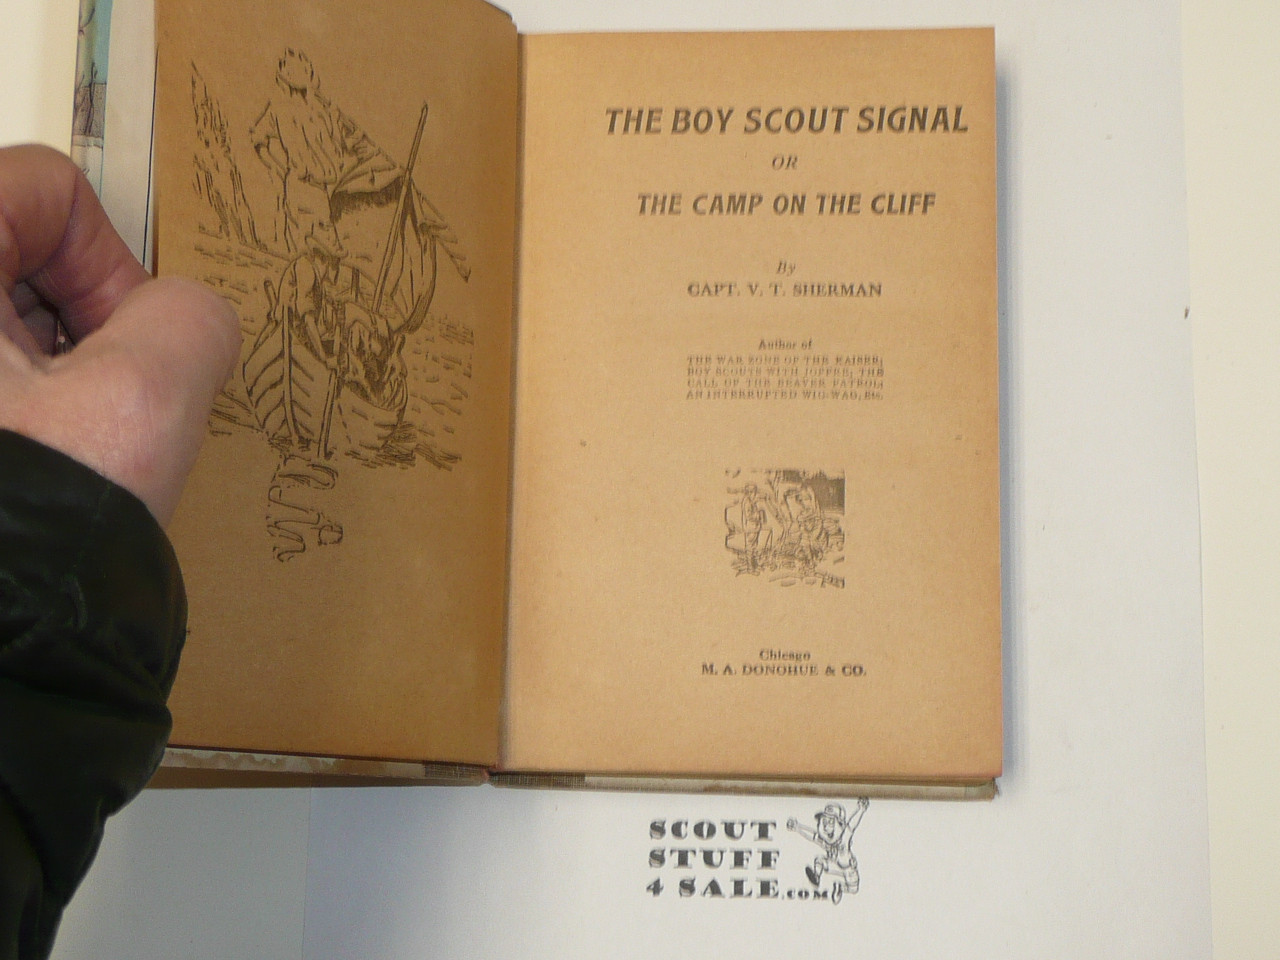 THE BOY SCOUT SIGNAL
OR
THE CAMP ON THE CLIFF
By
CAPT. V. T. SHERMAN
Author of
THE WAR ZONE OF THE KAISER;
BOY SCOUTS WITH JOFFRE; THE
CALL OF THE BEAVER PATROL;
AN INTERRUPTED WIG-WAG, Etc.
Chicago
M. A. DONOHUE & CO.
SCOUT
STUFF
4 SALE.COM